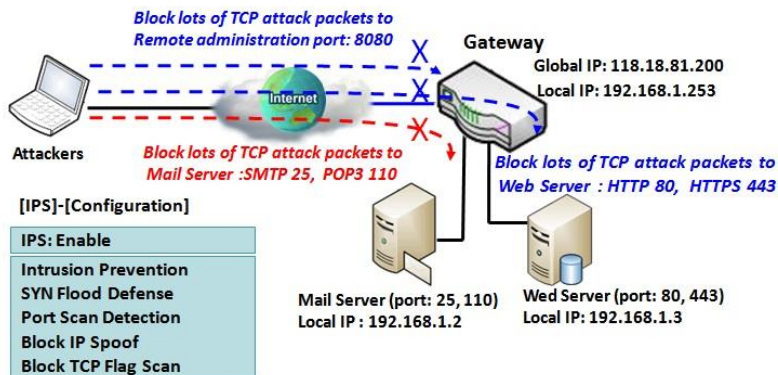 Block lots of TCP attack packets to
Remote administration port: 8080
Gateway
Global IP: 118.18.81.200
Local IP: 192.168.1.253
X
X
Internet
X
Attackers
Block lots of TCP attack packets to
Mail Server :SMTP 25, POP3 110
Block lots of TCP attack packets to
Web Server : HTTP 80, HTTPS 443
[IPS]-[Configuration]
IPS: Enable
Intrusion Prevention
SYN Flood Defense
Port Scan Detection
Block IP Spoof
Block TCP Flag Scan
Mail Server (port: 25, 110)
Local IP : 192.168.1.2
Wed Server (port: 80, 443)
Local IP: 192.168.1.3